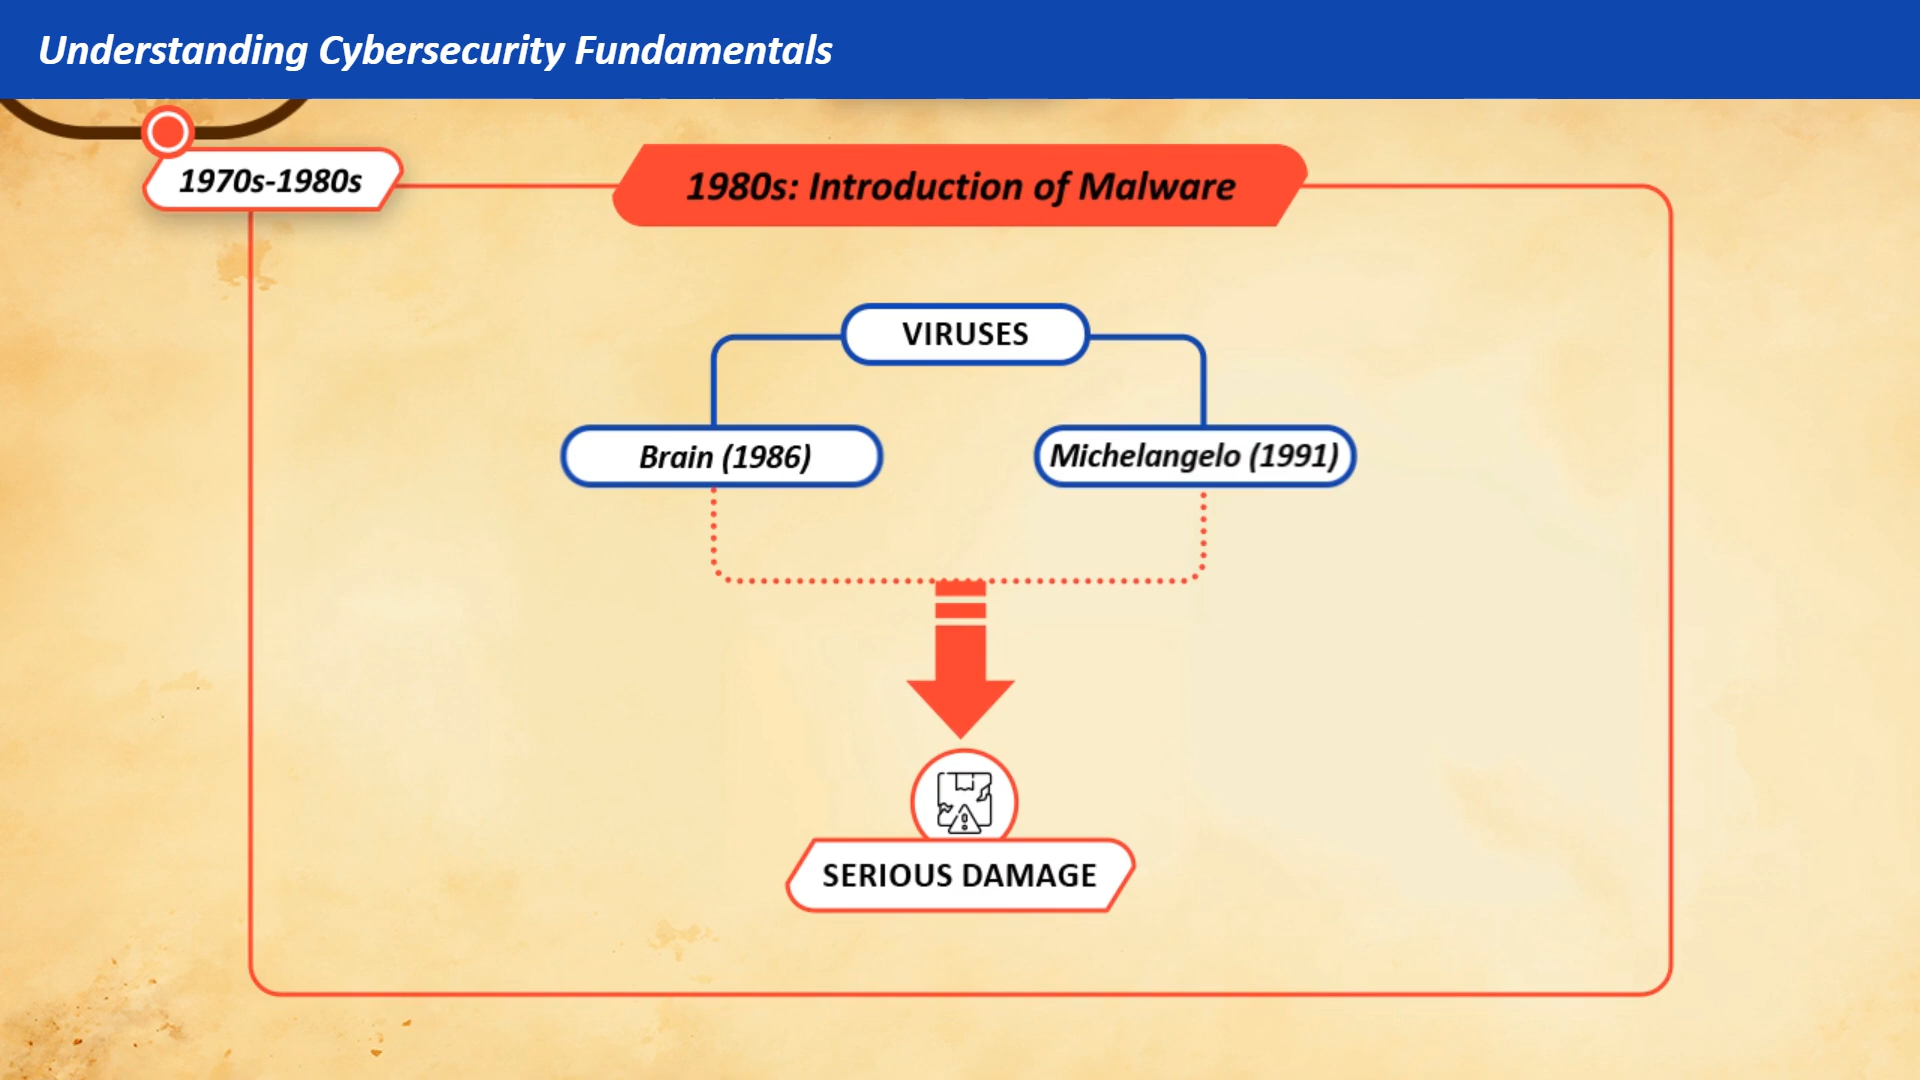 Understanding Cybersecurity Fundamentals
1970s-1980s
1980s: Introduction of Malware
VIRUSES
Brain (1986)
Michelangelo (1991)
SERIOUS DAMAGE